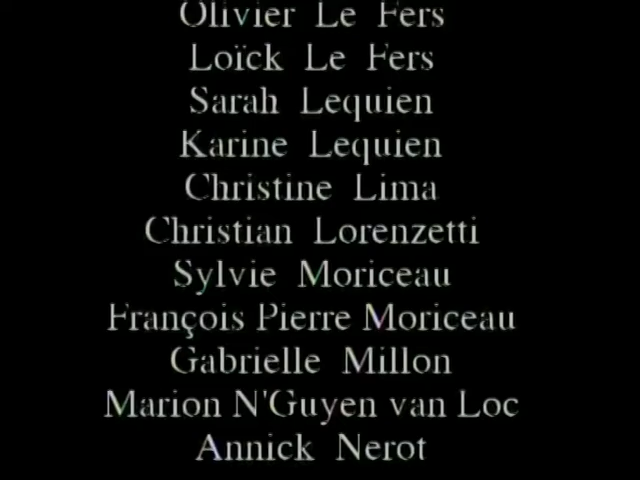 Olivier Le Fers
Loïck Le Fers
Sarah Lequien
Karine Lequien
Christine Lima
Christian Lorenzetti
Sylvie Moriceau
François Pierre Moriceau
Gabrielle Millon
Marion N'Guyen van Loc
Annick Nerot